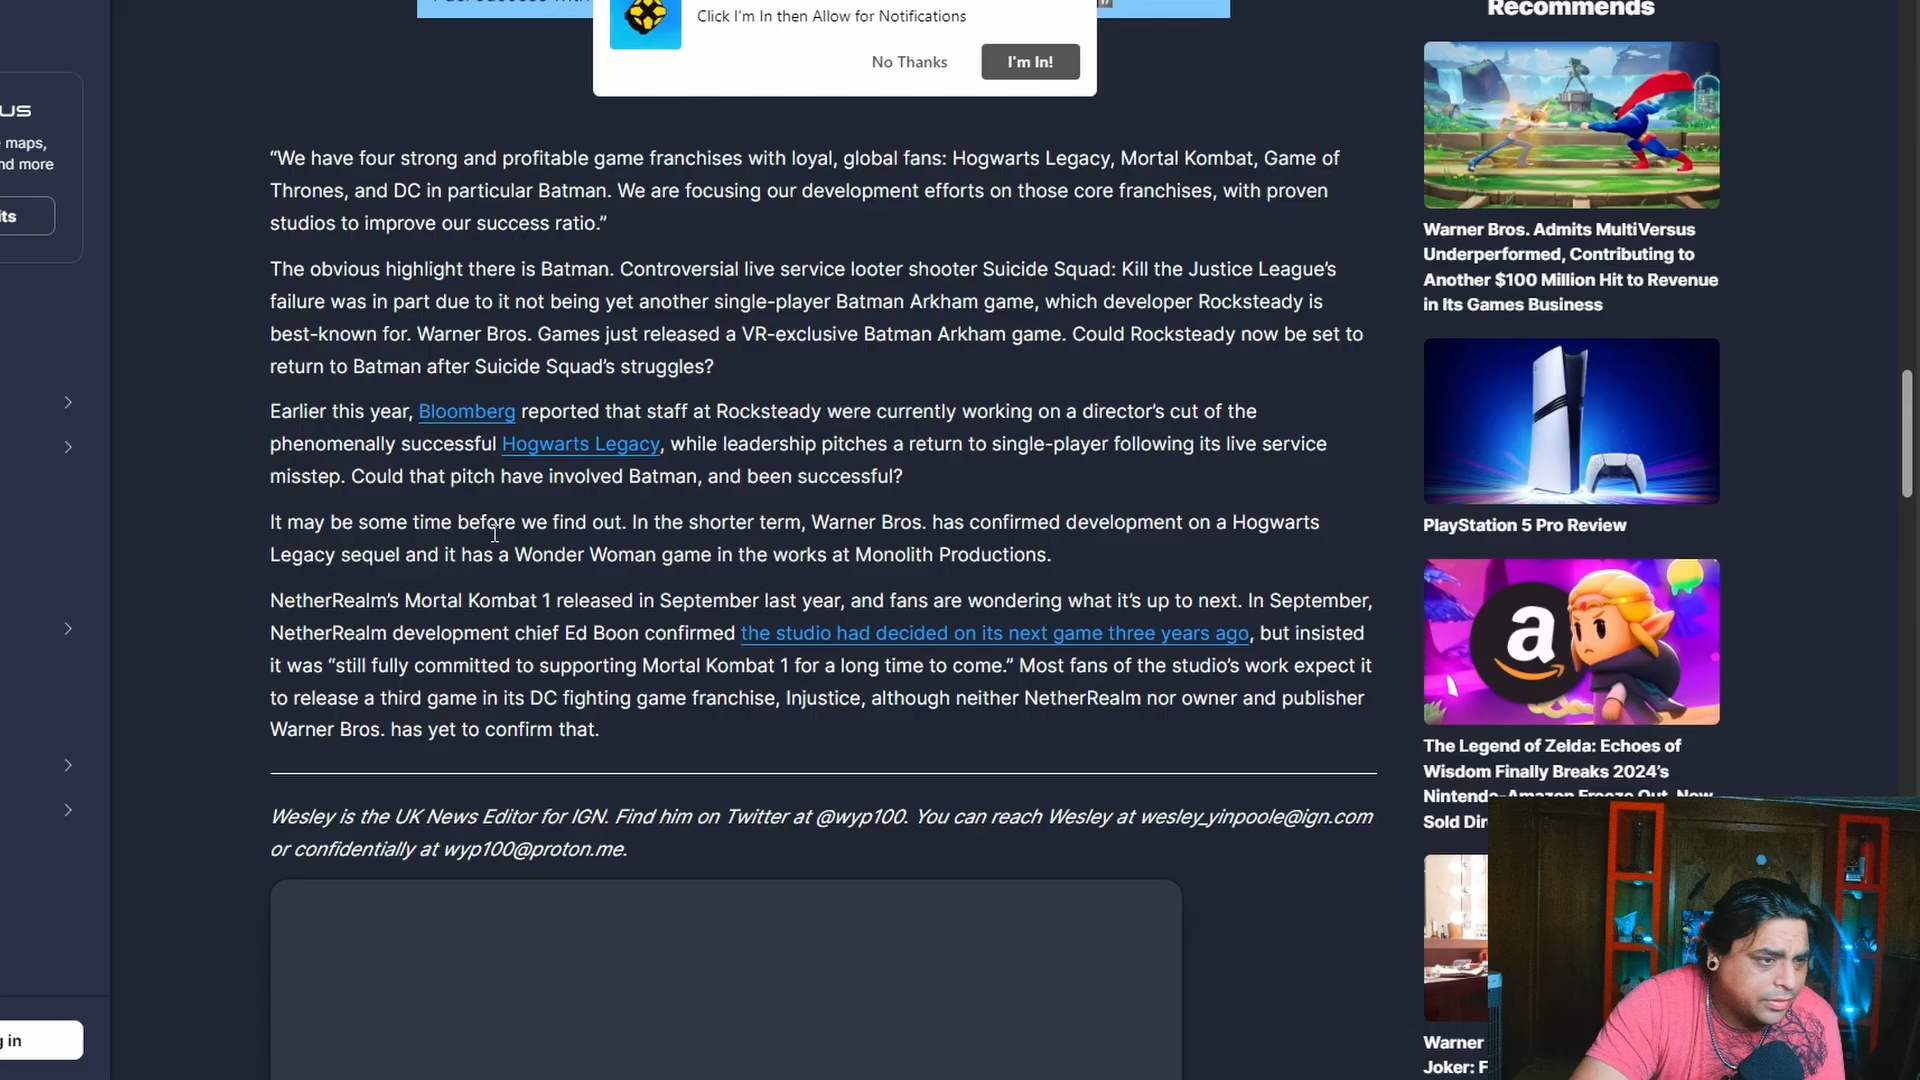 Click I'm In then Allow for Notifications
No Thanks
I'm In!
us
maps,
nd more
its
“We have four strong and profitable game franchises with loyal, global fans: Hogwarts Legacy, Mortal Kombat, Game of
Thrones, and DC in particular Batman. We are focusing our development efforts on those core franchises, with proven
studios to improve our success ratio.”
The obvious highlight there is Batman. Controversial live service looter shooter Suicide Squad: Kill the Justice League’s
failure was in part due to it not being yet another single-player Batman Arkham game, which developer Rocksteady is
best-known for. Warner Bros. Games just released a VR-exclusive Batman Arkham game. Could Rocksteady now be set to
return to Batman after Suicide Squad’s struggles?
Earlier this year, Bloomberg reported that staff at Rocksteady were currently working on a director’s cut of the
phenomenally successful Hogwarts Legacy, while leadership pitches a return to single-player following its live service
misstep. Could that pitch have involved Batman, and been successful?
It may be some time before we find out. In the shorter term, Warner Bros. has confirmed development on a Hogwarts
Legacy sequel and it has a Wonder Woman game in the works at Monolith Productions.
NetherRealm’s Mortal Kombat 1 released in September last year, and fans are wondering what it’s up to next. In September,
NetherRealm development chief Ed Boon confirmed the studio had decided on its next game three years ago, but insisted
it was “still fully committed to supporting Mortal Kombat 1 for a long time to come.” Most fans of the studio’s work expect it
to release a third game in its DC fighting game franchise, Injustice, although neither NetherRealm nor owner and publisher
Warner Bros. has yet to confirm that.
Wesley is the UK News Editor for IGN. Find him on Twitter at @wyp100. You can reach Wesley at wesley_yinpoole@ign.com
or confidentially at wyp100@proton.me.
g in
Recommends
Warner Bros. Admits MultiVersus
Underperformed, Contributing to
Another $100 Million Hit to Revenue
in Its Games Business
PlayStation 5 Pro Review
a
The Legend of Zelda: Echoes of
Wisdom Finally Breaks 2024’s
Nintendo-Amazon Freeze Out, Now
Sold Dir
Warner
Joker: F